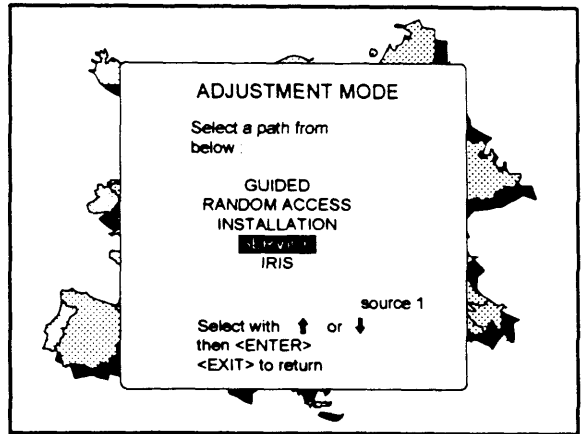 ADJUSTMENT MODE
Select a path from
below :
GUIDED
RANDOM ACCESS
INSTALLATION
SERVICE
IRIS
source 1
Select with ↑ or ↓
then <ENTER>
<EXIT> to return